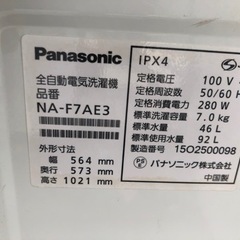 Panasonic
全自動電気洗濯機
品番
NA-F7AE3
外形寸法
幅 564 mm
奥行 573 mm
高さ 1021 mm
IPX4
定格電圧 100 V
定格周波数 50/60 H
定格消費電力 280 W
標準洗濯容量 7.0 kg
標準水量 46 L
標準使用水量 92 L
製造番号 1502500098
PSE パナソニック株式会社
中国製